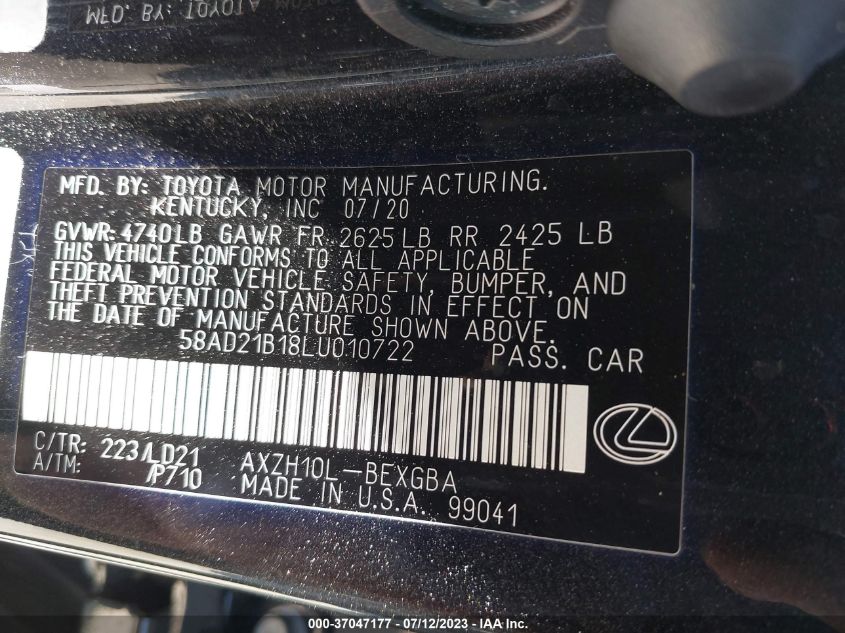 MFD. BY: TOYOTA MOTOR MANUFACTURING.
KENTUCKY, INC 07/20
GVWR 4740LB GAWR FR 2625LB RR 2425 LB
THIS VEHICLE CONFORMS TO ALL APPLICABLE
FEDERAL MOTOR VEHICLE SAFETY, BUMPER, AND
THEFT PREVENTION STANDARDS IN EFFECT ON
THE DATE OF MANUFACTURE SHOWN ABOVE.
58AD21B18LU010722 PASS. CAR
C/TR: 223/LD21
A/TM: /P710
AXZH10L-BEXGBA
MADE IN U.S.A. 99041
000-37047177 - 07/12/2023 - IAAI, Inc.